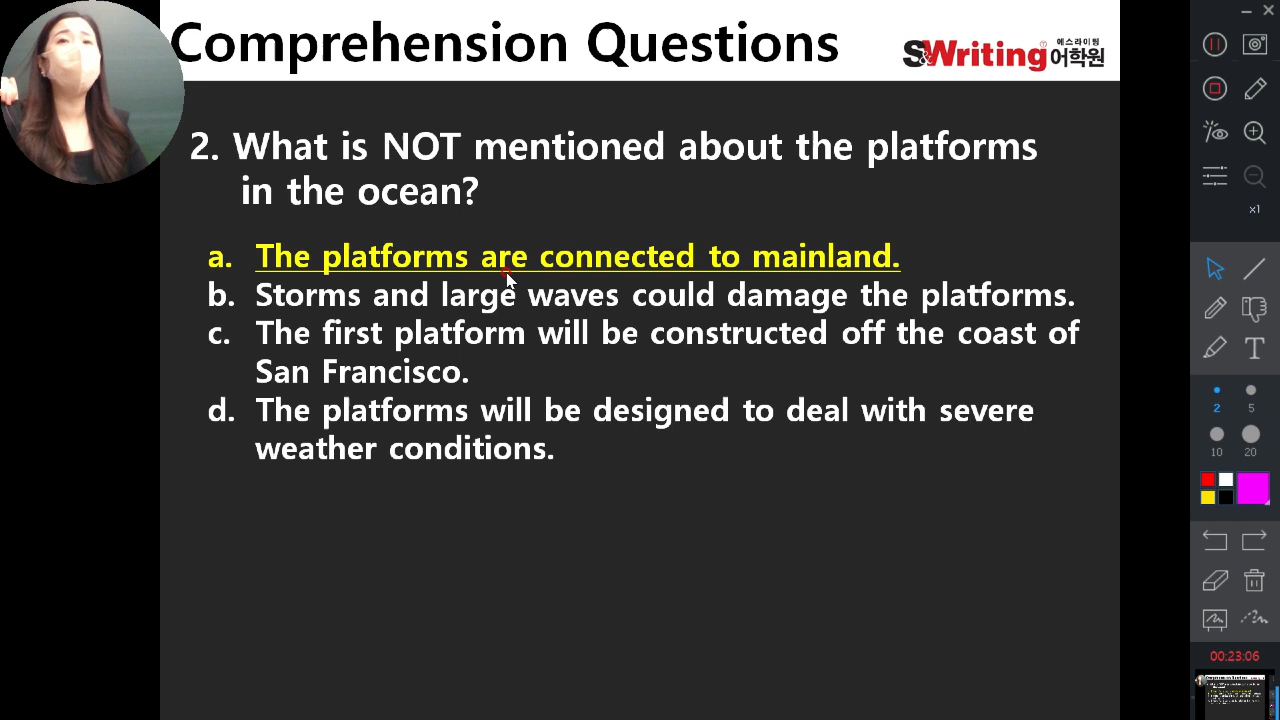 Comprehension Questions
S&Writing
에스라이팅
어학원
2. What is NOT mentioned about the platforms
in the ocean?
a. The platforms are connected to mainland.
b. Storms and large waves could damage the platforms.
c. The first platform will be constructed off the coast of
San Francisco.
d. The platforms will be designed to deal with severe
weather conditions.
x1
T
2 5
10 20
00:23:06